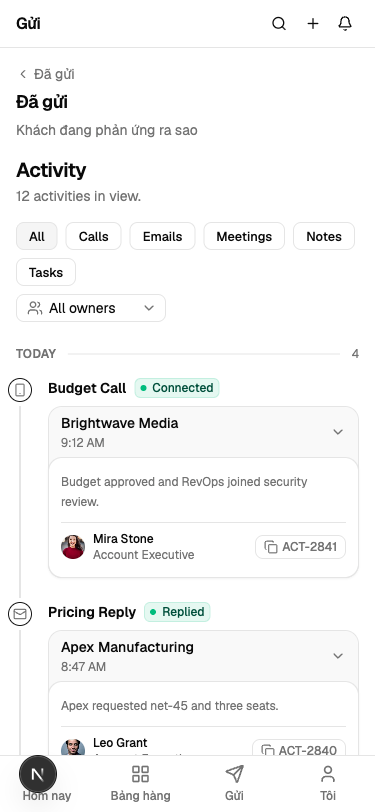 Gửi
Đã gửi
Đã gửi
Khách đang phản ứng ra sao
Activity
12 activities in view.
All
Calls
Emails
Meetings
Notes
Tasks
All owners
TODAY
4
Budget Call
Connected
Brightwave Media
9:12 AM
Budget approved and RevOps joined security
review.
Mira Stone
Account Executive
ACT-2841
Pricing Reply
Replied
Apex Manufacturing
8:47 AM
Apex requested net-45 and three seats.
Leo Grant
ACT-2840
N
Hôm nay
Bảng hàng
Gửi
Tôi